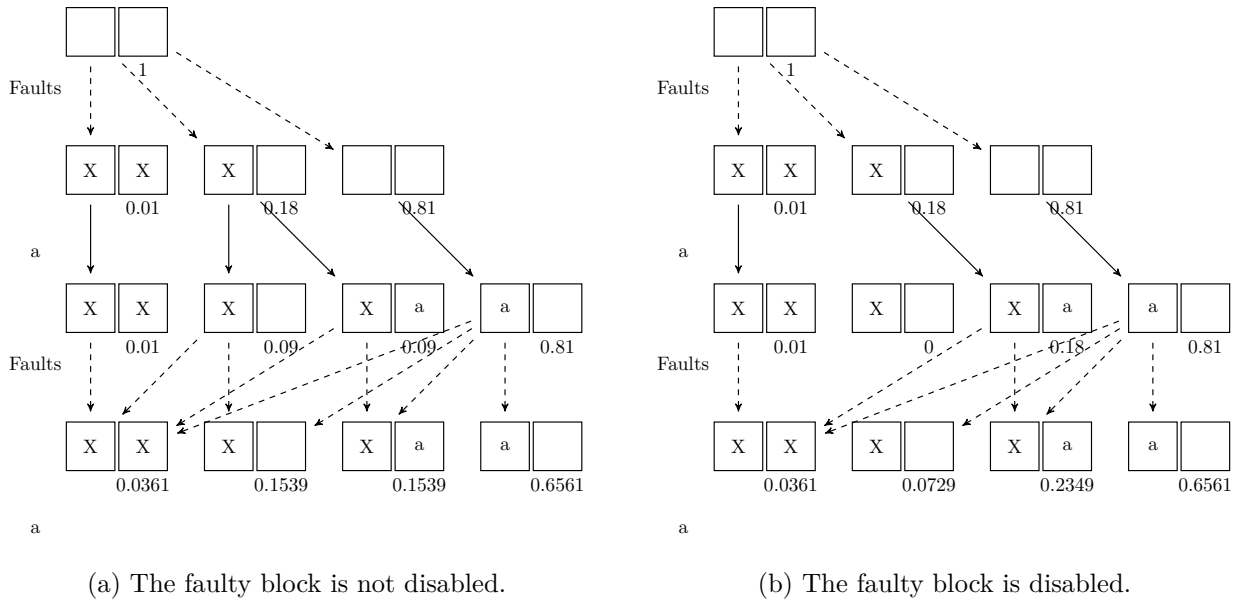 1 1
Faults Faults
X X X X X X
0.01 0.18 0.81 0.01 0.18 0.81
a a
X X X X a a X X X X a a
0.01 0.09 0.09 0.81 0.01 0 0.18 0.81
Faults Faults
X X X X a a X X X X a a
0.0361 0.1539 0.1539 0.6561 0.0361 0.0729 0.2349 0.6561
a a
(a) The faulty block is not disabled. (b) The faulty block is disabled.